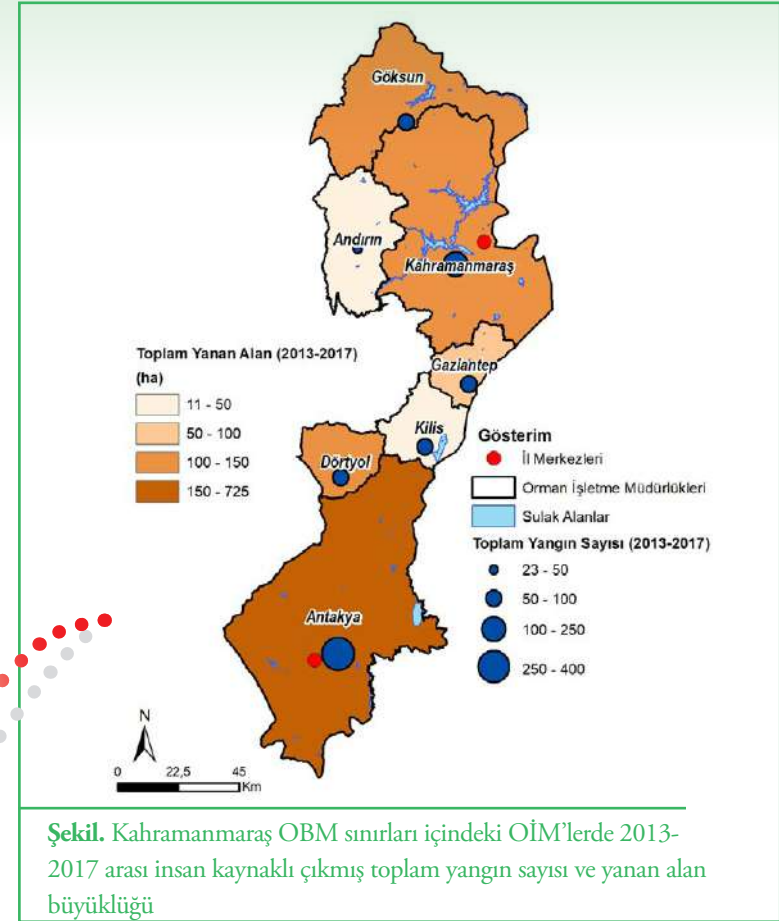 Göksun
Andırın
Kahramanmaraş
Toplam Yanan Alan (2013-2017)
(ha)
11 - 50
50 - 100
100 - 150
150 - 725
Gaziantep
Kilis
Dörtyol
Gösterim
İl Merkezleri
Orman İşletme Müdürlükleri
Sulak Alanlar
Toplam Yangın Sayısı (2013-2017)
23 - 50
50 - 100
100 - 250
250 - 400
Antakya
N
0 22,5 45
Km
Şekil. Kahramanmaraş OBM sınırları içindeki OİM’lerde 2013-
2017 arası insan kaynaklı çıkmış toplam yangın sayısı ve yanan alan
büyüklüğü